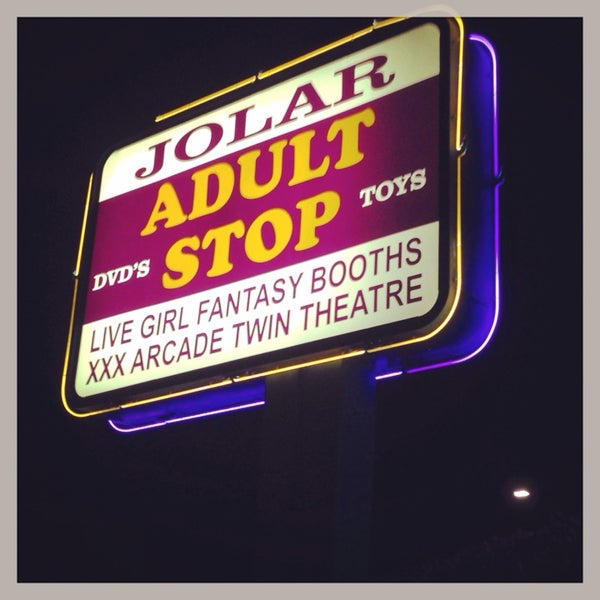 JOLAR
ADULT
DVD'S STOP TOYS
LIVE GIRL FANTASY BOOTHS
XXX ARCADE TWIN THEATRE